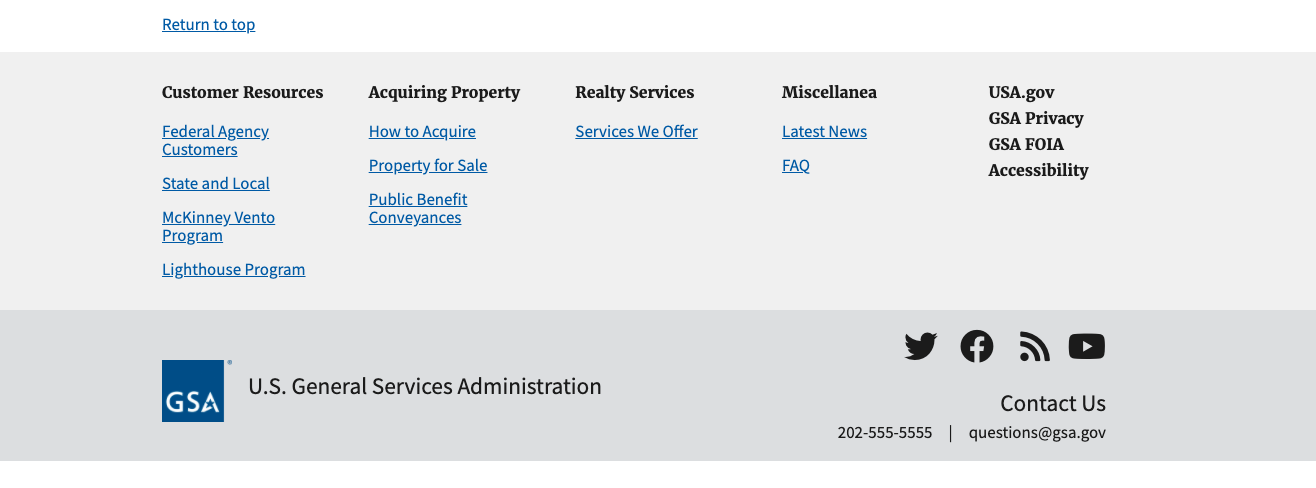 Return to top
Customer Resources
Federal Agency
Customers
State and Local
McKinney Vento
Program
Lighthouse Program
Acquiring Property
How to Acquire
Property for Sale
Public Benefit
Conveyances
Realty Services
Services We Offer
Miscellanea
Latest News
FAQ
USA.gov
GSA Privacy
GSA FOIA
Accessibility
GSA
U.S. General Services Administration
Contact Us
202-555-5555 | questions@gsa.gov